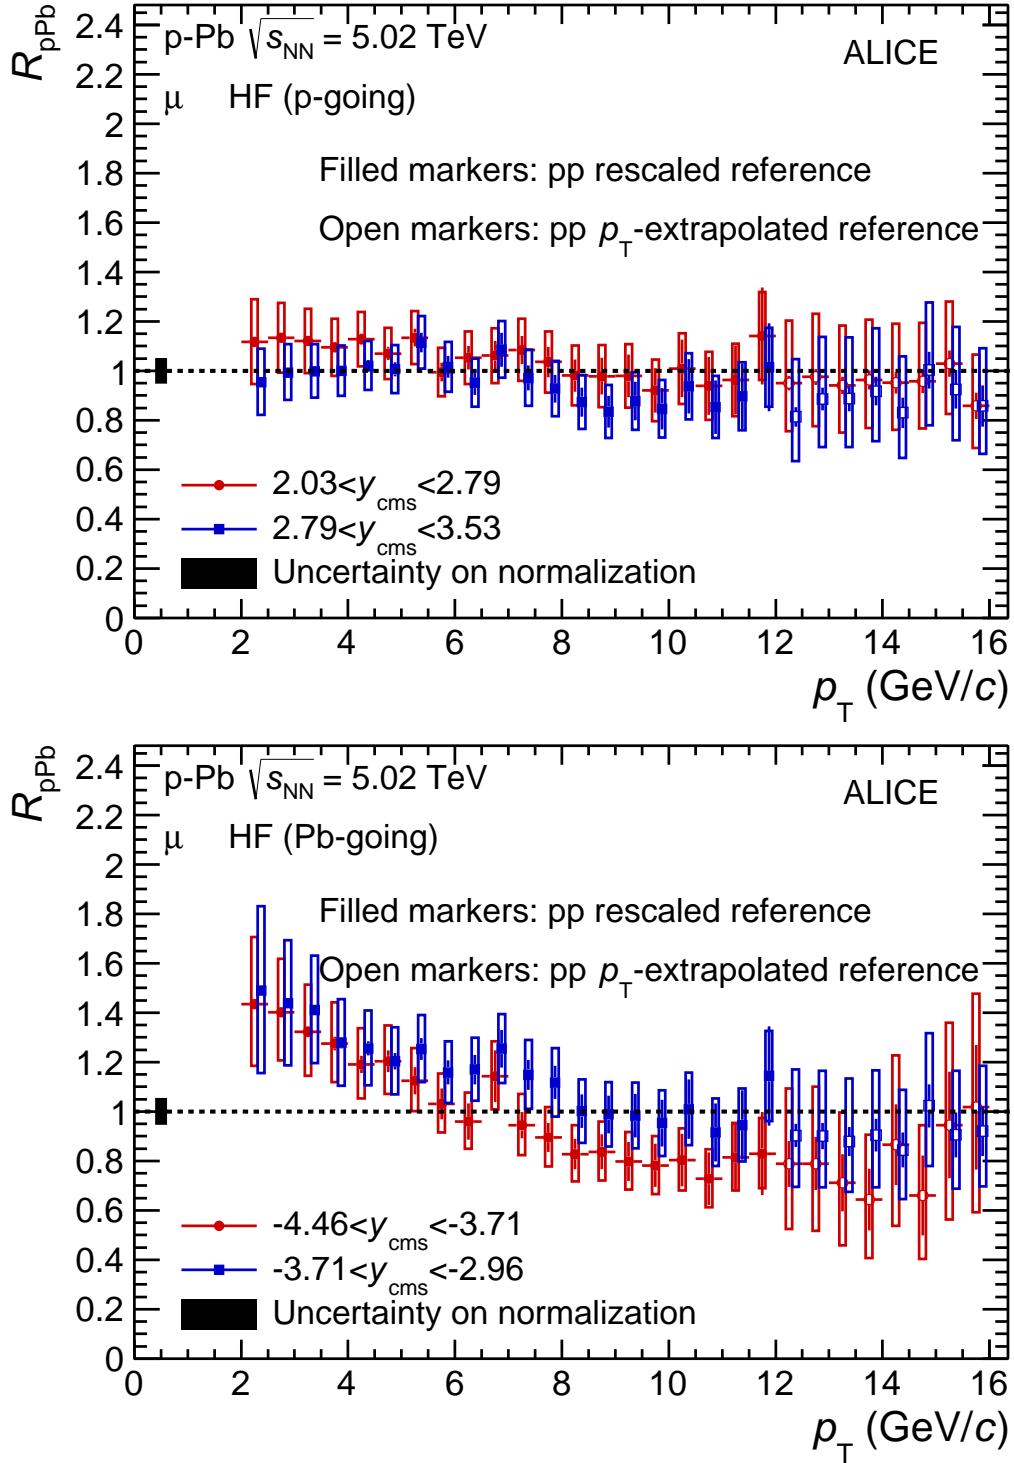 R_pPb
p-Pb √s_NN = 5.02 TeV
ALICE
μ HF (p-going)
Filled markers: pp rescaled reference
Open markers: pp p_T-extrapolated reference
2.4
2.2
2
1.8
1.6
1.4
1.2
1
0.8
0.6
0.4
0.2
0
2.03<y_cms<2.79
2.79<y_cms<3.53
Uncertainty on normalization
0 2 4 6 8 10 12 14 16
p_T (GeV/c)
R_pPb
p-Pb √s_NN = 5.02 TeV
ALICE
μ HF (Pb-going)
Filled markers: pp rescaled reference
Open markers: pp p_T-extrapolated reference
2.4
2.2
2
1.8
1.6
1.4
1.2
1
0.8
0.6
0.4
0.2
0
-4.46<y_cms<-3.71
-3.71<y_cms<-2.96
Uncertainty on normalization
0 2 4 6 8 10 12 14 16
p_T (GeV/c)